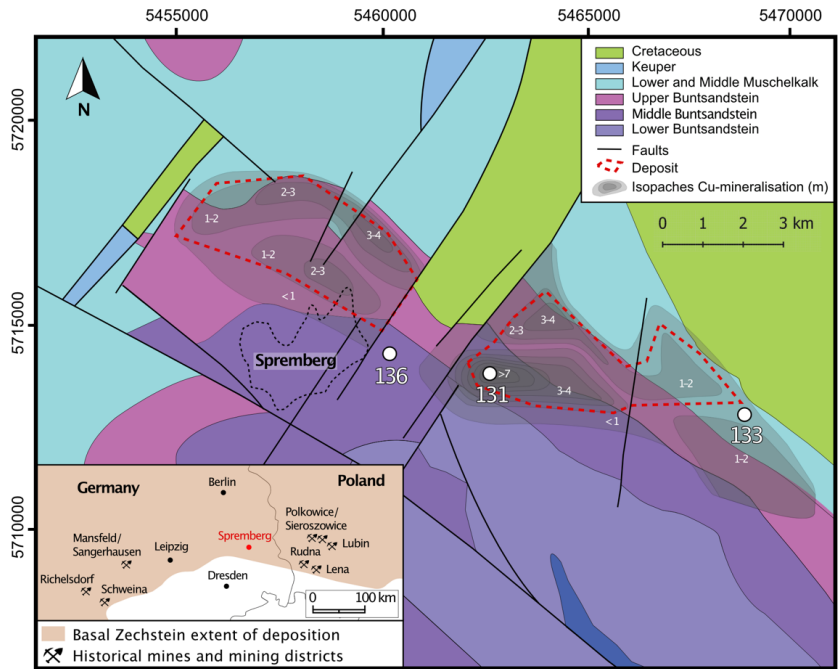 5455000
5460000
5465000
5470000
5720000
5715000
5710000
N
Cretaceous
Keuper
Lower and Middle Muschelkalk
Upper Buntsandstein
Middle Buntsandstein
Lower Buntsandstein
Faults
Deposit
Isopaches Cu-mineralisation (m)
0 1 2 3 km
2-3
1-2
3-4
1-2
2-3
<1
Spremberg
136
3-4
2-3
>7
131
3-4
1-2
<1
133
1-2
Germany
Poland
Berlin
Polkowice/
Sieroszowice
Spremberg
Mansfeld/
Sangerhausen
Leipzig
Lubin
Rudna
Lena
Richelsdorf
Schweina
Dresden
0 100 km
Basal Zechstein extent of deposition
Historical mines and mining districts